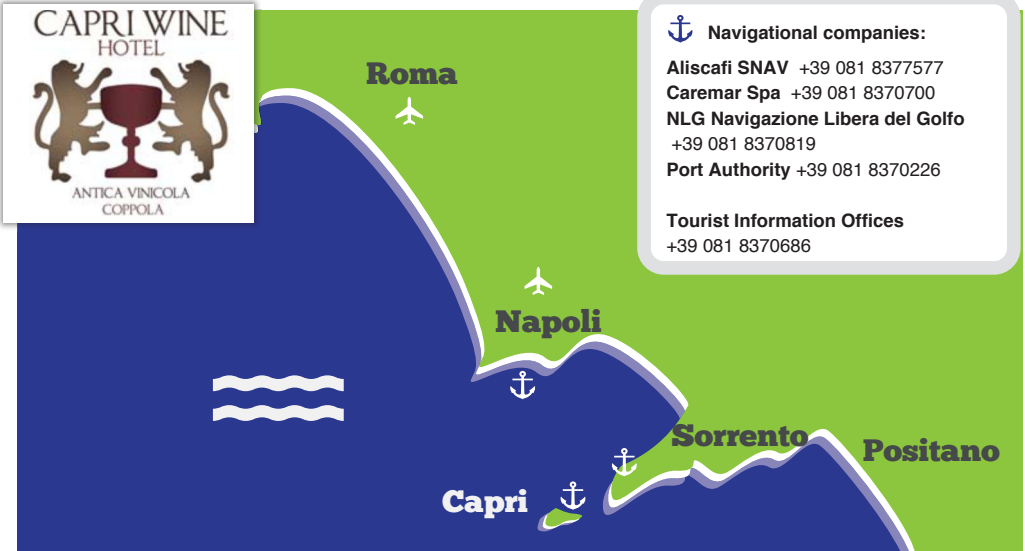 CAPRI WINE
HOTEL
ANTICA VINICOLA
COPPOLA
Navigational companies:
Aliscafi SNAV +39 081 8377577
Caremar Spa +39 081 8370700
NLG Navigazione Libera del Golfo
+39 081 8370819
Port Authority +39 081 8370226
Tourist Information Offices
+39 081 8370686
Roma
Napoli
Sorrento
Positano
Capri